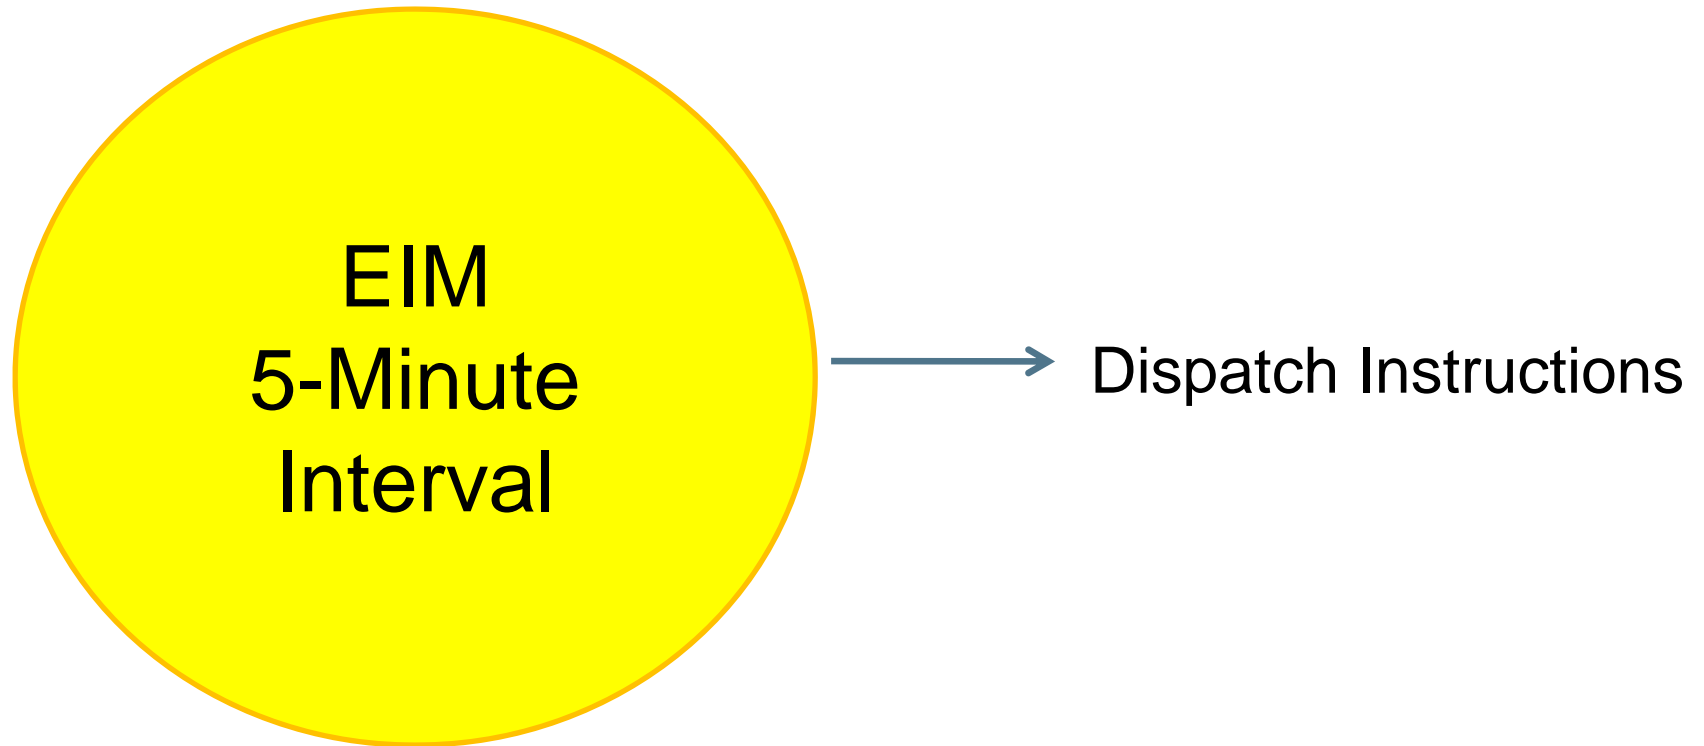 EIM
5-Minute
Interval
Dispatch Instructions